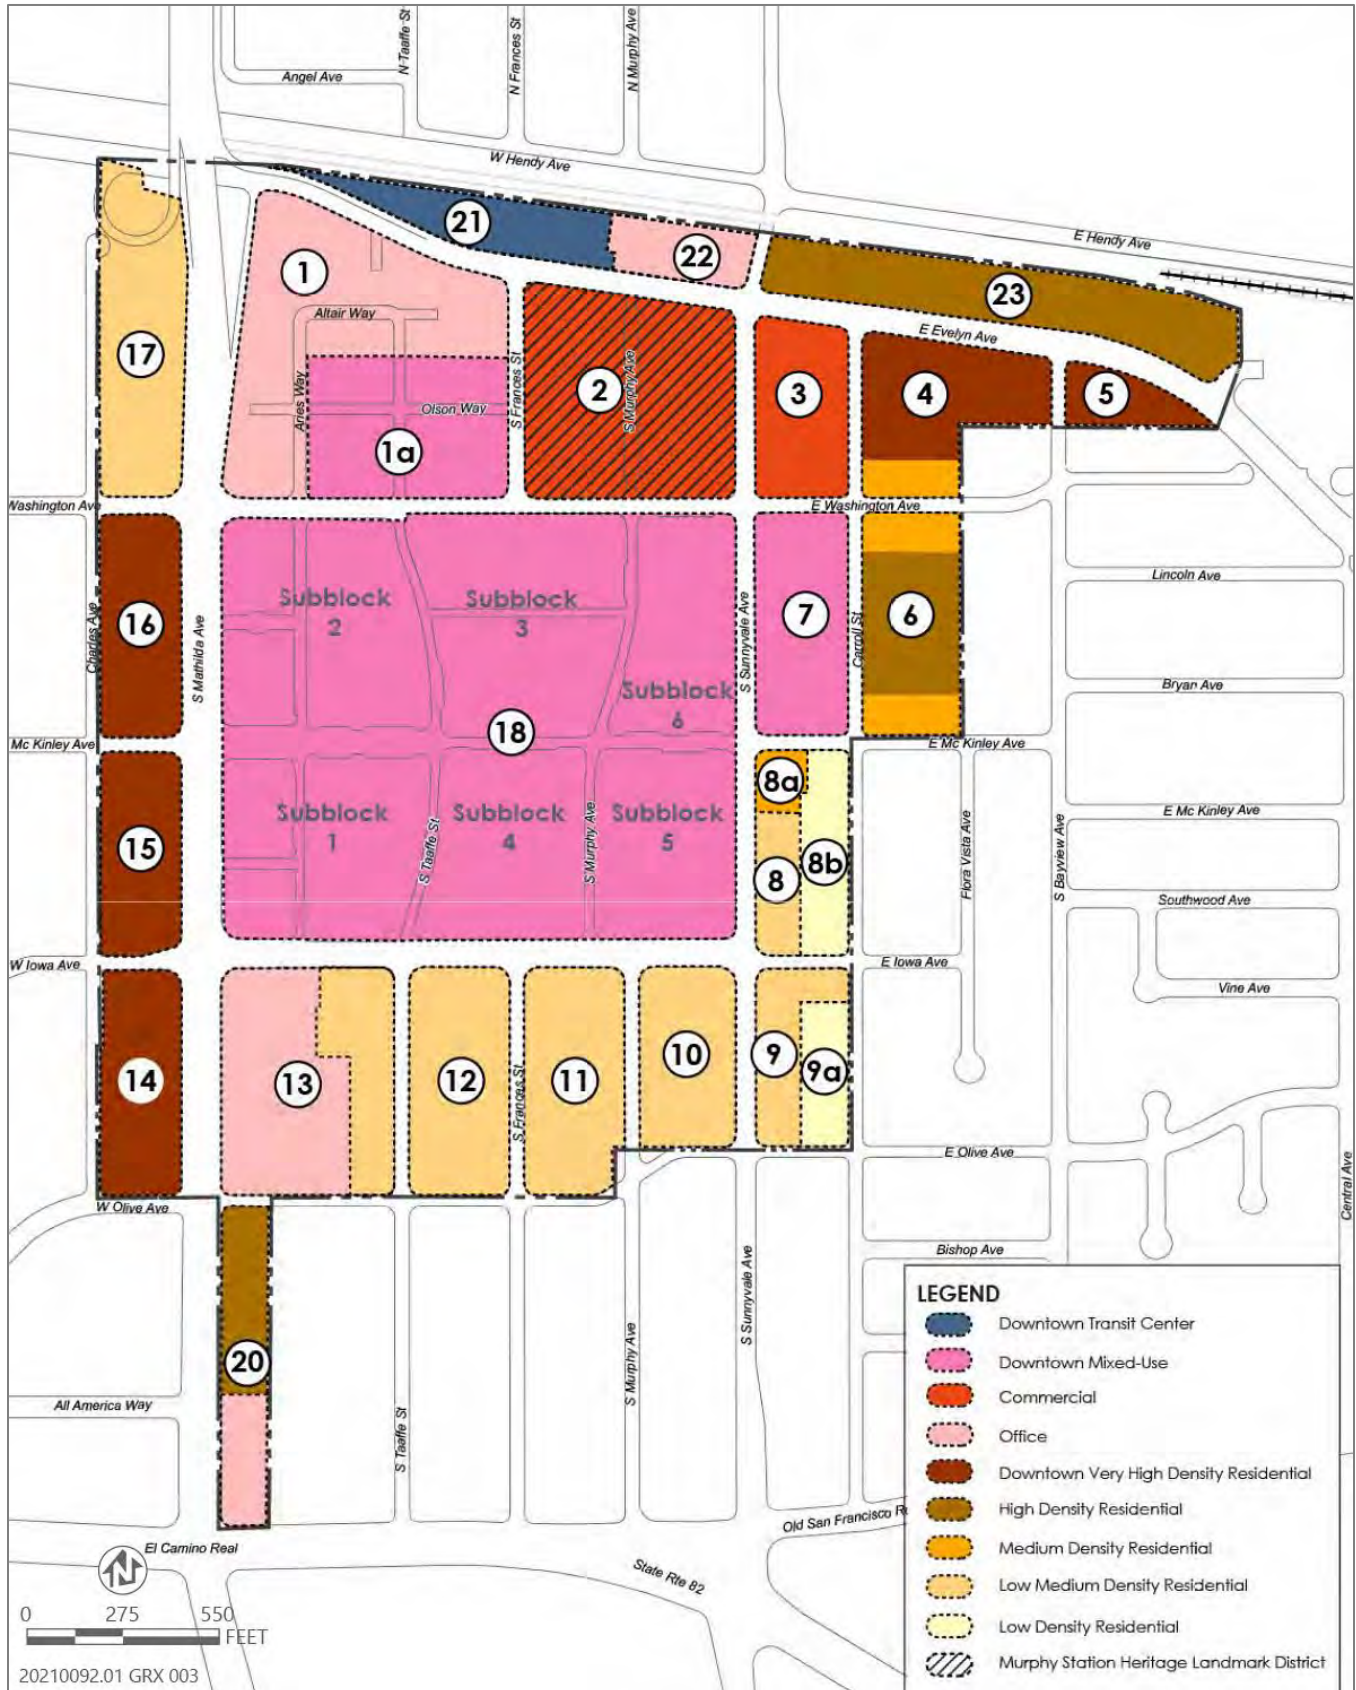 N Taaffe St
N Frances St
N Murphy Ave
Angel Ave
W Hendy Ave
E Hendy Ave
21
22
23
1
Altair Way
E Evelyn Ave
17
2
3
4
5
S Frances St
S Murphy Ave
Aries Way
Olson Way
1a
Washington Ave
E Washington Ave
Lincoln Ave
Subblock
2
Subblock
3
16
7
6
Charles Ave
S Mathilda Ave
S Sunnyvale Ave
Carroll St
Subblock
6
Bryan Ave
18
Mc Kinley Ave
E Mc Kinley Ave
8a
Subblock
1
Subblock
4
Subblock
5
E Mc Kinley Ave
15
S Taaffe St
S Murphy Ave
8
8b
Flora Vista Ave
S Bayview Ave
Southwood Ave
W Iowa Ave
E Iowa Ave
Vine Ave
14
13
12
11
10
9
9a
S Frances St
E Olive Ave
Central Ave
W Olive Ave
Bishop Ave
S Sunnyvale Ave
20
S Murphy Ave
S Taaffe St
All America Way
Old San Francisco R
El Camino Real
State Rte 82
LEGEND
Downtown Transit Center
Downtown Mixed-Use
Commercial
Office
Downtown Very High Density Residential
High Density Residential
Medium Density Residential
Low Medium Density Residential
Low Density Residential
Murphy Station Heritage Landmark District
N
0 275 550
FEET
20210092.01 GRX 003